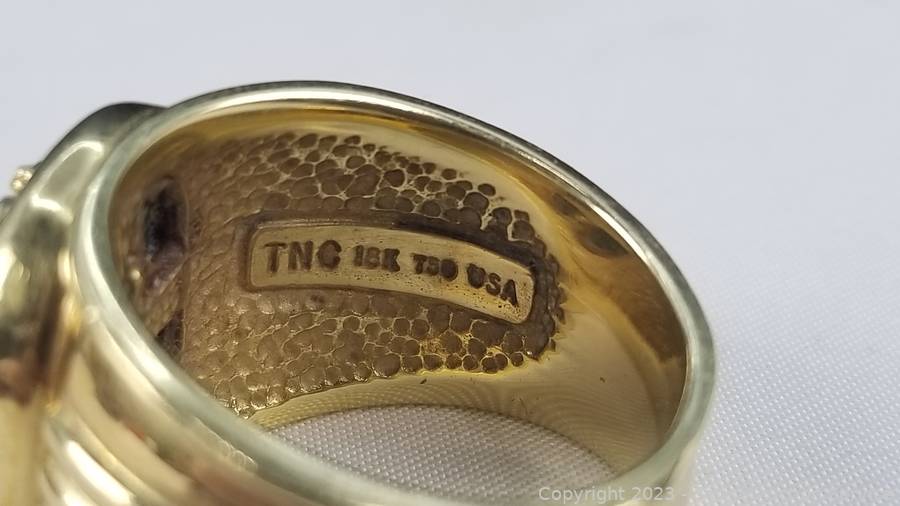 TNC 18K 750 USA
Copyright 2023 -